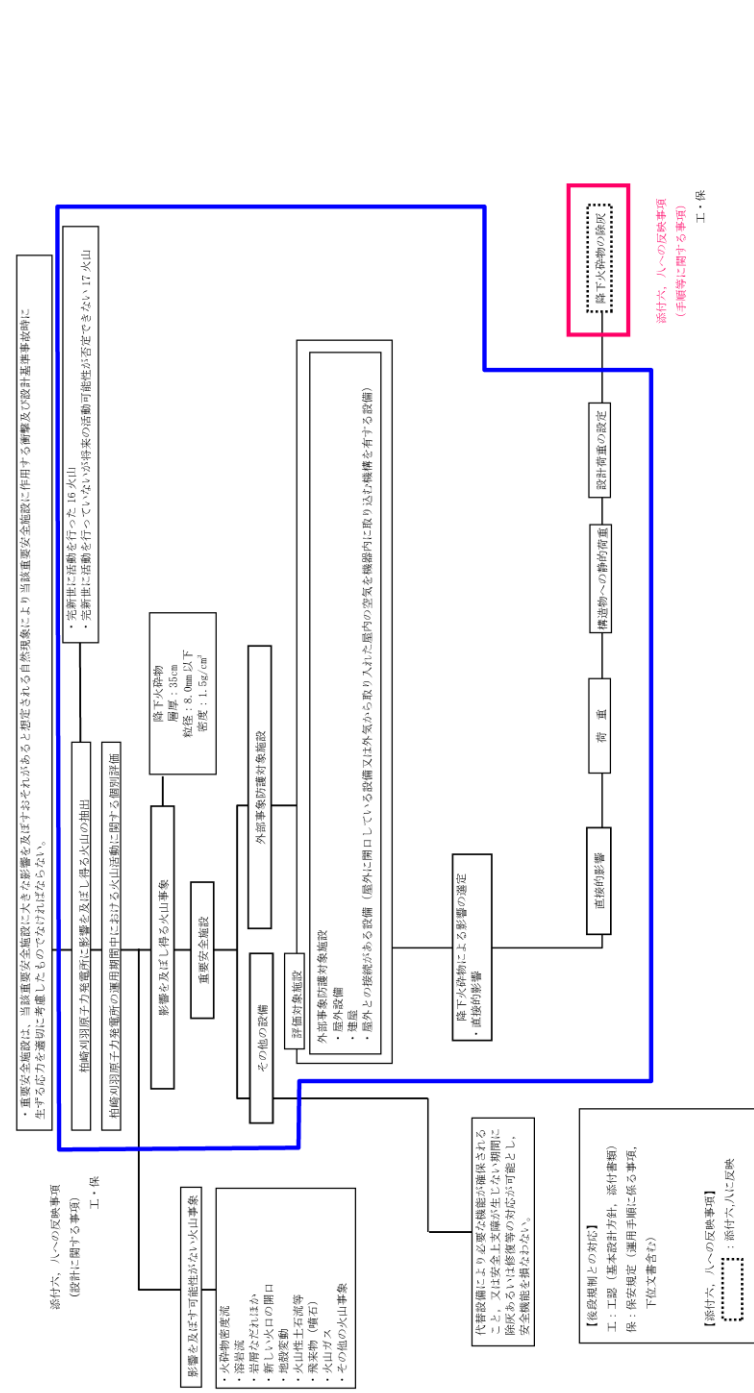 ・重要安全施設は、当該重要安全施設に大きな影響を及ぼすおそれがあると想定される自然現象により当該重要安全施設に作用する衝撃及び設計基準事故時に
生ずる応力を適切に考慮したものでなければならない。
添付六，八への反映事項
(設計に関する事項)
工・保
柏崎刈羽原子力発電所に影響を及ぼし得る火山の抽出
・完新世に活動を行った 16 火山
・完新世に活動を行っていないが将来の活動可能性が否定できない 17 火山
柏崎刈羽原子力発電所の運用期間中における火山活動に関する個別評価
影響を及ぼす可能性がない火山事象
・火砕物密度流
・溶岩流
・岩屑なだれほか
・新しい火口の開口
・地殻変動
・火山性土石流等
・飛来物（噴石）
・火山ガス
・その他の火山事象
影響を及ぼし得る火山事象
降下火砕物
層厚：35cm
粒径：8.0mm 以下
密度：1.5g/cm³
重要安全施設
その他の設備
外部事象防護対象施設
評価対象施設
外部事象防護対象施設
・屋外設備
・建屋
・屋外との接続がある設備（屋外に開口している設備又は外気から取り入れた屋内の空気を機器内に取り込む機構を有する設備）
代替設備により必要な機能が確保される
こと，又は安全上支障が生じない期間に
除灰あるいは修復等の対応が可能とし，
安全機能を損なわない。
降下火砕物による影響の選定
・直接的影響
直接的影響
荷　重
構造物への静的荷重
設計荷重の設定
降下火砕物の除灰
添付六，八への反映事項
(手順等に関する事項)
工・保
【後段規制との対応】
工：工認（基本設計方針，添付書類）
保：保安規定（運用手順に係る事項，
下位文書含む）
【添付六，八への反映事項】
：添付六，八に反映